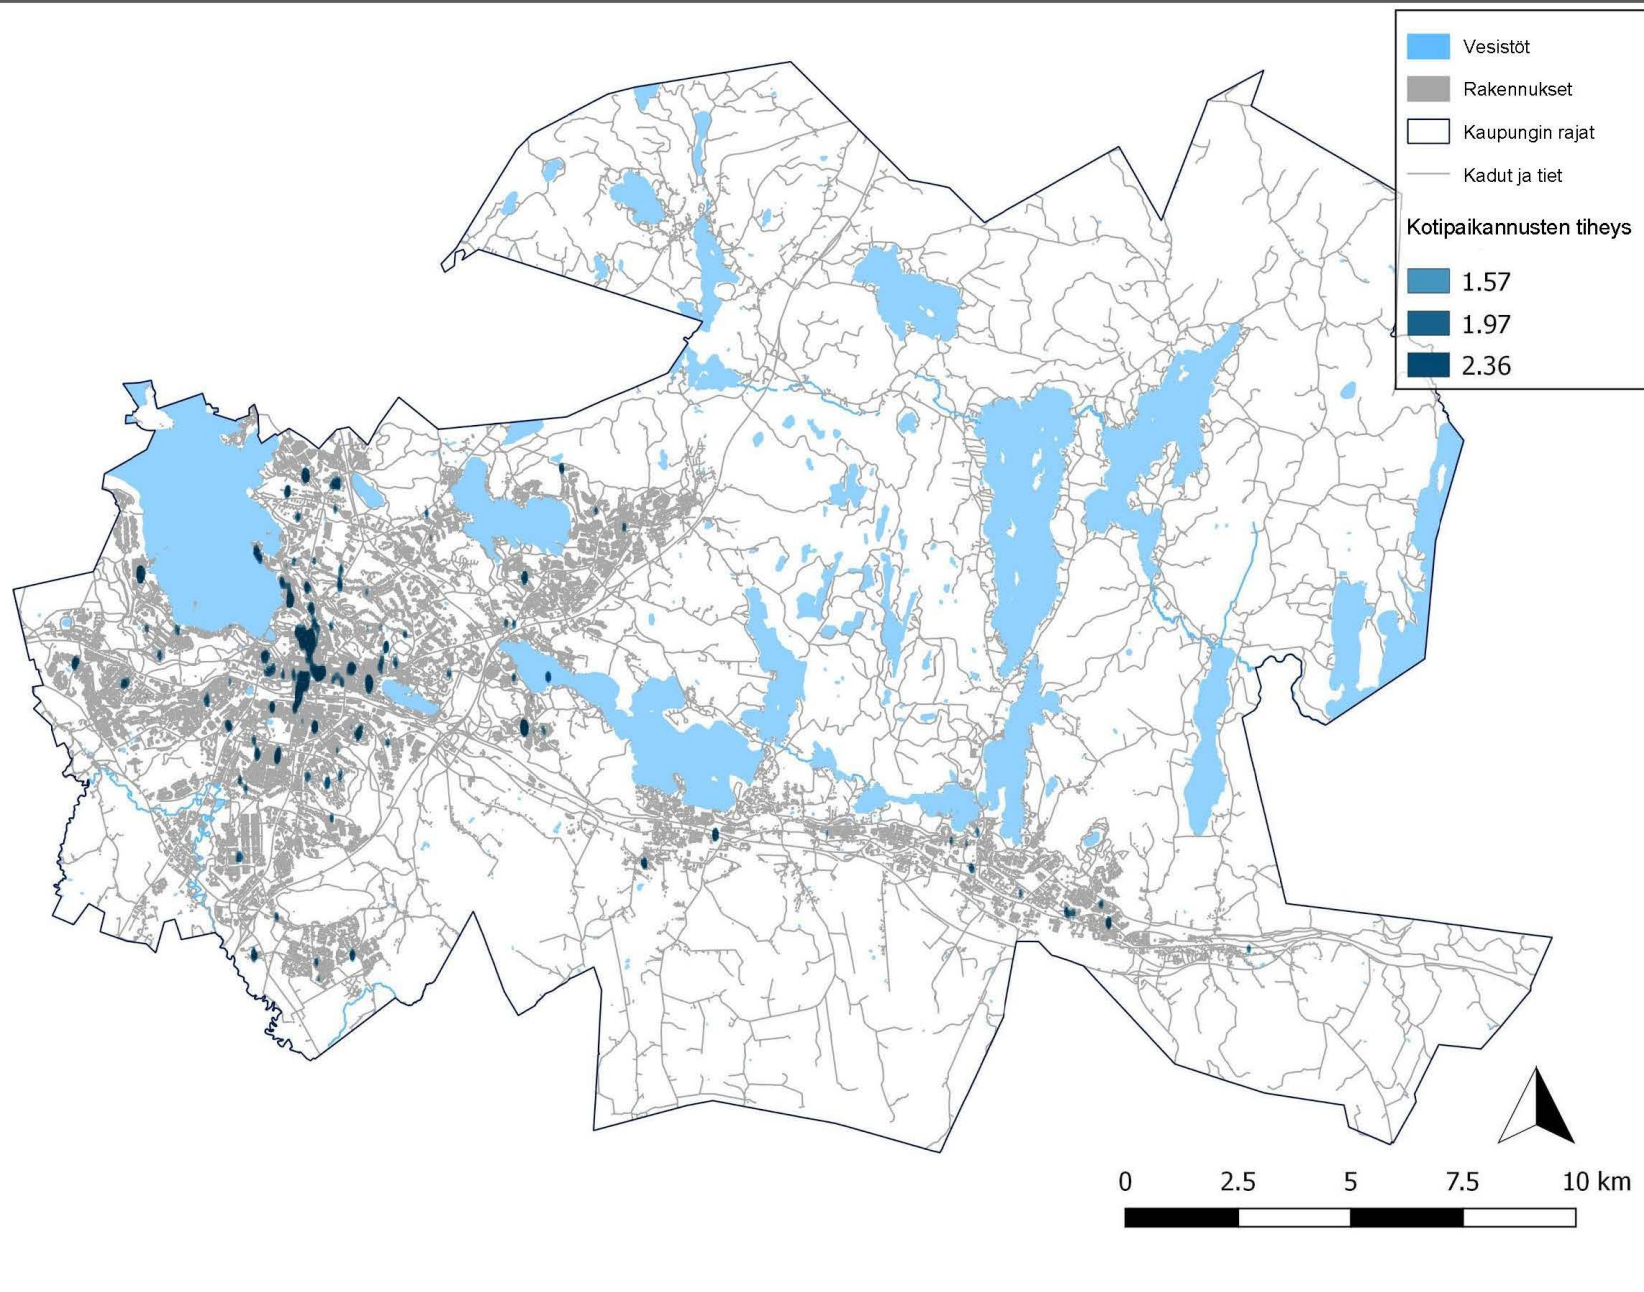 Vesistöt
Rakennukset
Kaupungin rajat
Kadut ja tiet
Kotipaikannusten tiheys
1.57
1.97
2.36
0 2.5 5 7.5 10 km